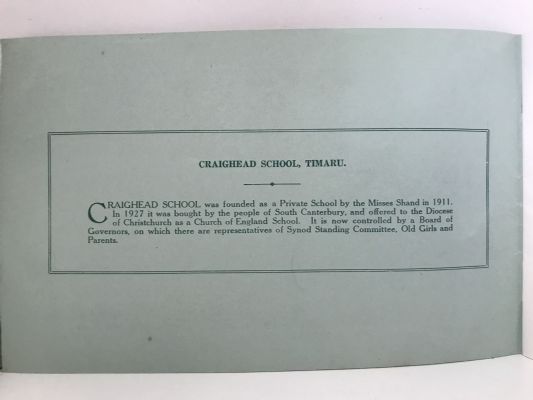 CRAIGHEAD SCHOOL, TIMARU.
CRAIGHEAD SCHOOL was founded as a Private School by the Misses Shand in 1911.
In 1927 it was bought by the people of South Canterbury, and offered to the Diocese
of Christchurch as a Church of England School. It is now controlled by a Board of
Governors, on which there are representatives of Synod Standing Committee, Old Girls and
Parents.